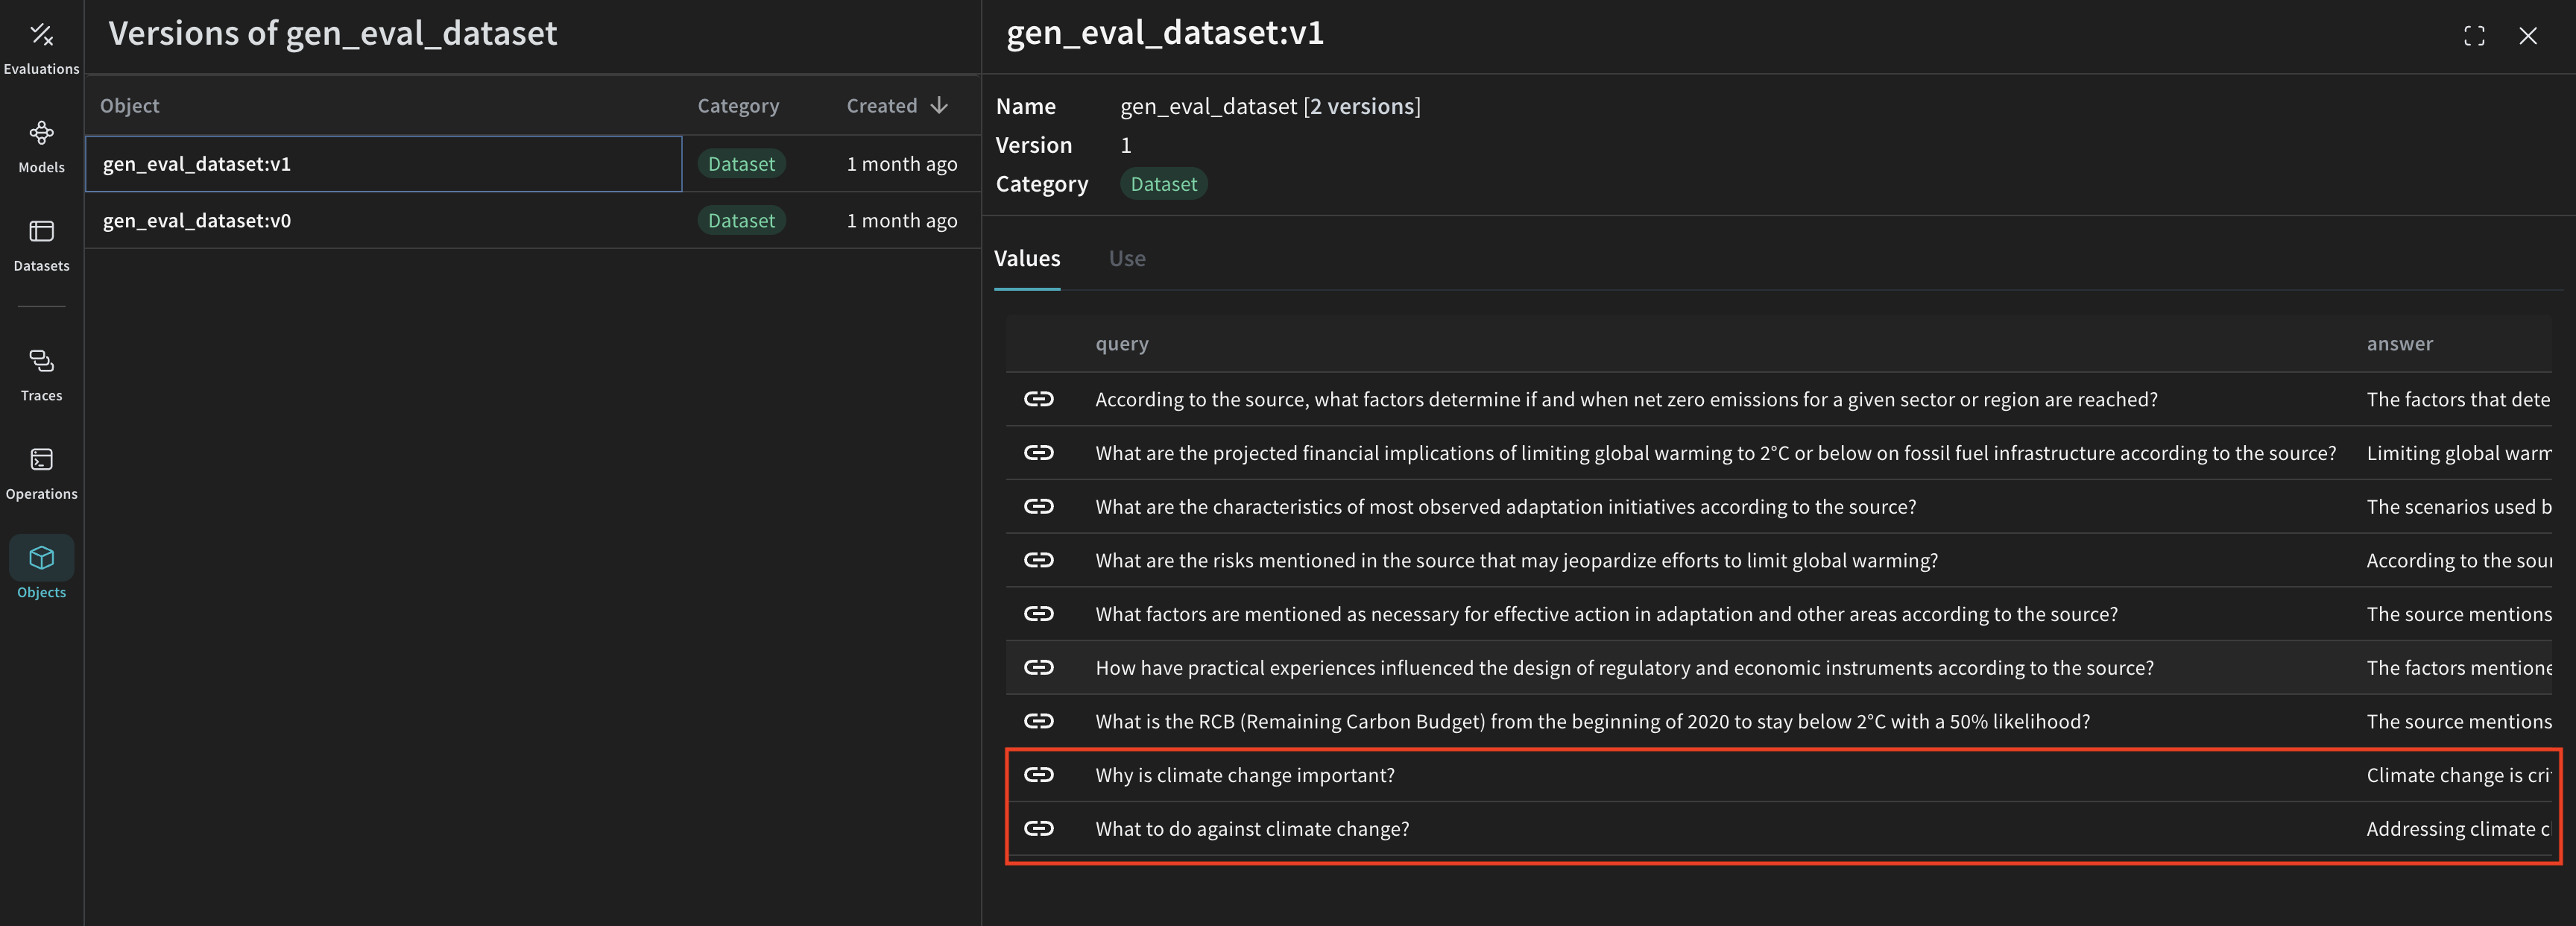 Evaluations
Models
Datasets
Traces
Operations
Objects
Versions of gen_eval_dataset
Object Category Created
gen_eval_dataset:v1 Dataset 1 month ago
gen_eval_dataset:v0 Dataset 1 month ago
gen_eval_dataset:v1
Name gen_eval_dataset [2 versions]
Version 1
Category Dataset
Values Use
query answer
According to the source, what factors determine if and when net zero emissions for a given sector or region are reached? The factors that dete
What are the projected financial implications of limiting global warming to 2°C or below on fossil fuel infrastructure according to the source? Limiting global warm
What are the characteristics of most observed adaptation initiatives according to the source? The scenarios used b
What are the risks mentioned in the source that may jeopardize efforts to limit global warming? According to the sour
What factors are mentioned as necessary for effective action in adaptation and other areas according to the source? The source mentions
How have practical experiences influenced the design of regulatory and economic instruments according to the source? The factors mentione
What is the RCB (Remaining Carbon Budget) from the beginning of 2020 to stay below 2°C with a 50% likelihood? The source mentions
Why is climate change important? Climate change is cri
What to do against climate change? Addressing climate c